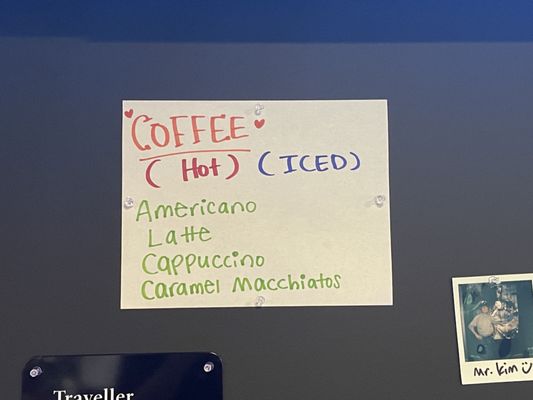 COFFEE
(Hot) (ICED)
Americano
Latte
Cappuccino
Caramel Macchiatos
mr. kim
Traveller